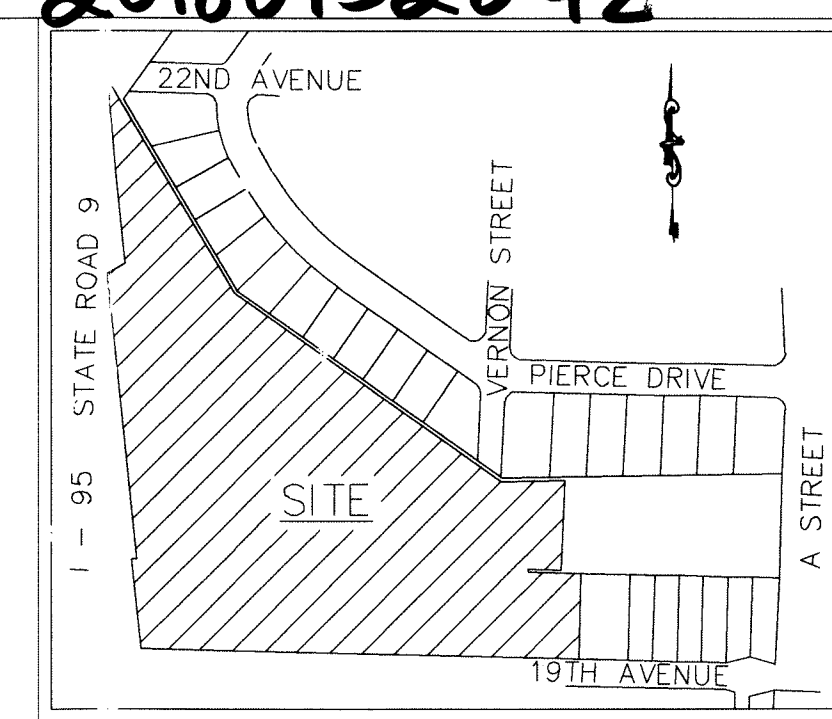 22ND AVENUE
VERNON STREET
I - 95 STATE ROAD 9
PIERCE DRIVE
SITE
A STREET
19TH AVENUE